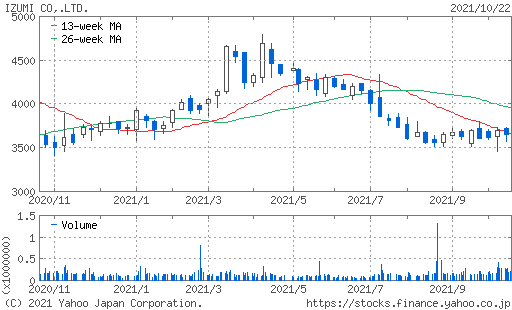 IZUMI CO,.LTD. 2021/10/22
13-week MA
26-week MA
5000
4500
4000
3500
3000
2020/11 2021/1 2021/3 2021/5 2021/7 2021/9
1.5
Volume
1
0.5
0
(x1000000)
2020/11 2021/1 2021/3 2021/5 2021/7 2021/9
(C) 2021 Yahoo Japan Corporation. https://stocks.finance.yahoo.co.jp/